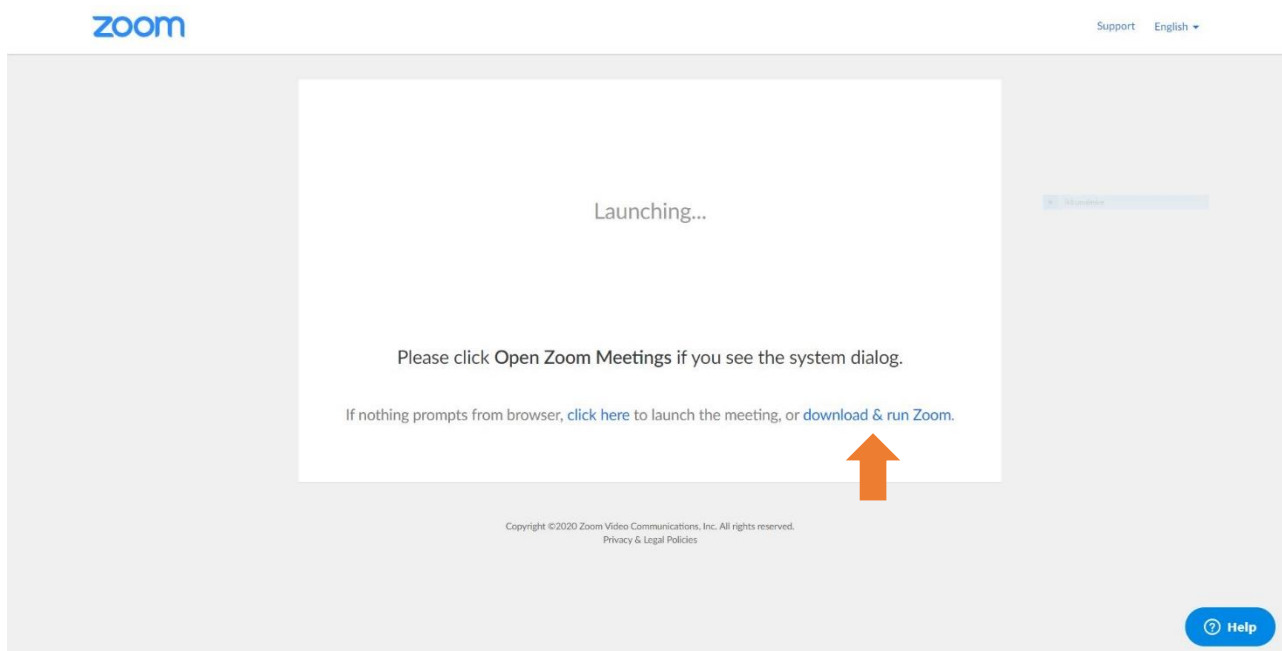 zoom
Support English
Launching...
Please click Open Zoom Meetings if you see the system dialog.
If nothing prompts from browser, click here to launch the meeting, or download & run Zoom.
Copyright ©2020 Zoom Video Communications, Inc. All rights reserved.
Privacy & Legal Policies
Help